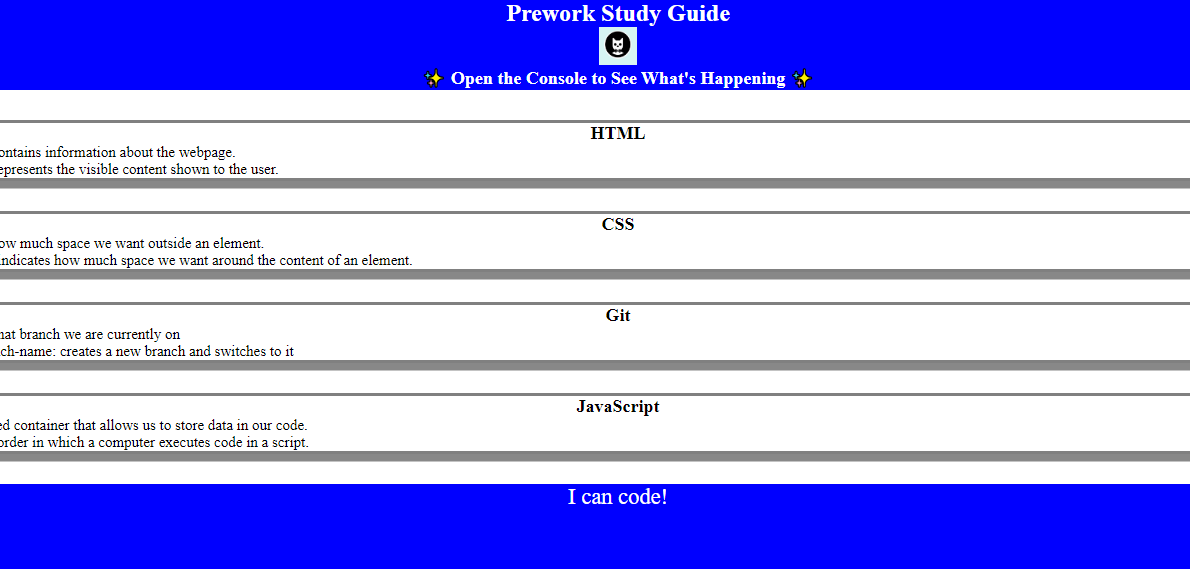 Prework Study Guide
✨ Open the Console to See What's Happening ✨
HTML
ontains information about the webpage.
epresents the visible content shown to the user.
CSS
ow much space we want outside an element.
indicates how much space we want around the content of an element.
Git
hat branch we are currently on
ch-name: creates a new branch and switches to it
JavaScript
ed container that allows us to store data in our code.
order in which a computer executes code in a script.
I can code!